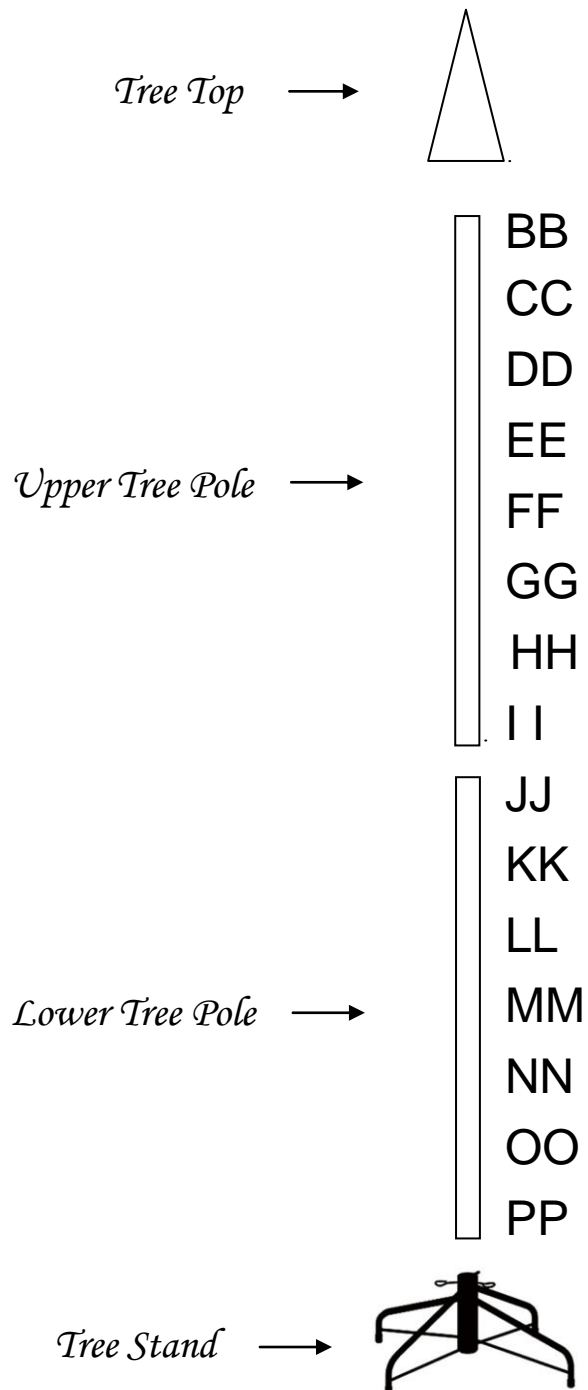 Tree Top
BB
CC
DD
EE
Upper Tree Pole
FF
GG
HH
I I
JJ
KK
LL
Lower Tree Pole
MM
NN
OO
PP
Tree Stand